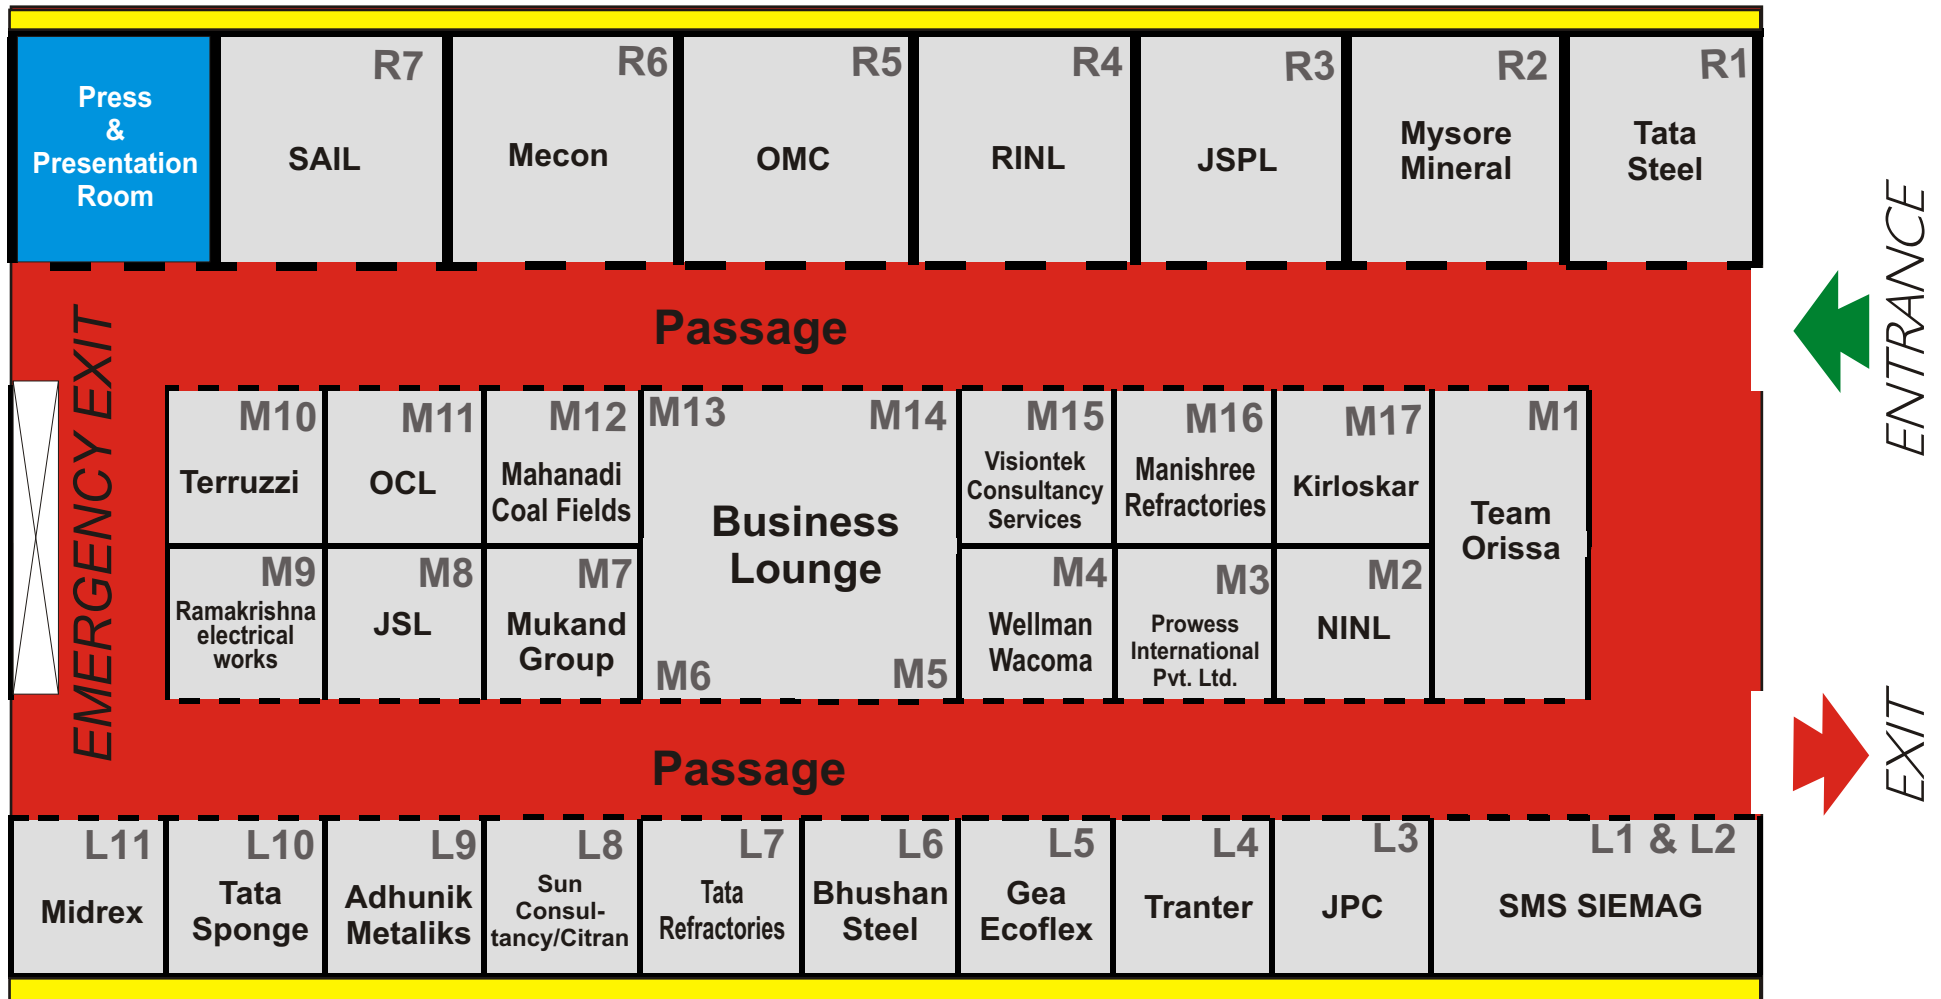 R7
R6
R5
R4
R3
R2
R1
Press
&
Presentation
Room
SAIL
Mecon
OMC
RINL
JSPL
Mysore
Mineral
Tata
Steel
ENTRANCE
Passage
EMERGENCY EXIT
M10
Terruzzi
M11
OCL
M12
Mahanadi
Coal Fields
M13
M14
Business
Lounge
M6
M5
M15
Visiontek
Consultancy
Services
M16
Manishree
Refractories
M17
Kirloskar
M1
Team
Orissa
M9
Ramakrishna
electrical
works
M8
JSL
M7
Mukand
Group
M4
Wellman
Wacoma
M3
Prowess
International
Pvt. Ltd.
M2
NINL
Passage
EXIT
L11
Midrex
L10
Tata
Sponge
L9
Adhunik
Metaliks
L8
Sun
Consul-
tancy/Citran
L7
Tata
Refractories
L6
Bhushan
Steel
L5
Gea
Ecoflex
L4
Tranter
L3
JPC
L1 & L2
SMS SIEMAG